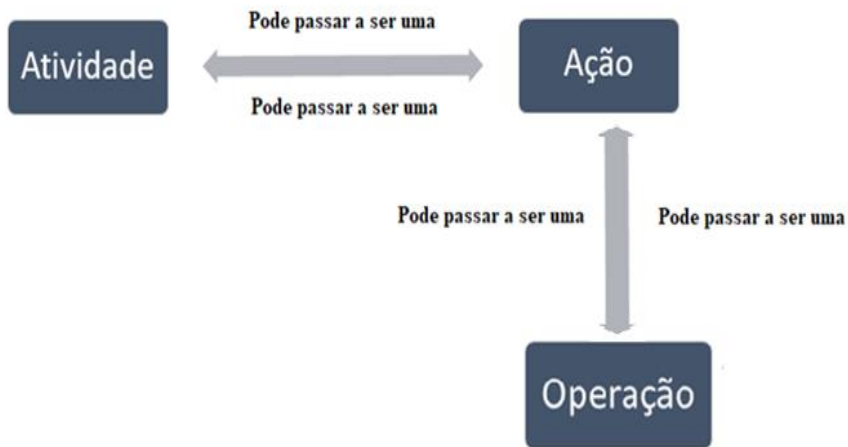 Pode passar a ser uma
Atividade
Ação
Pode passar a ser uma
Pode passar a ser uma
Pode passar a ser uma
Operação